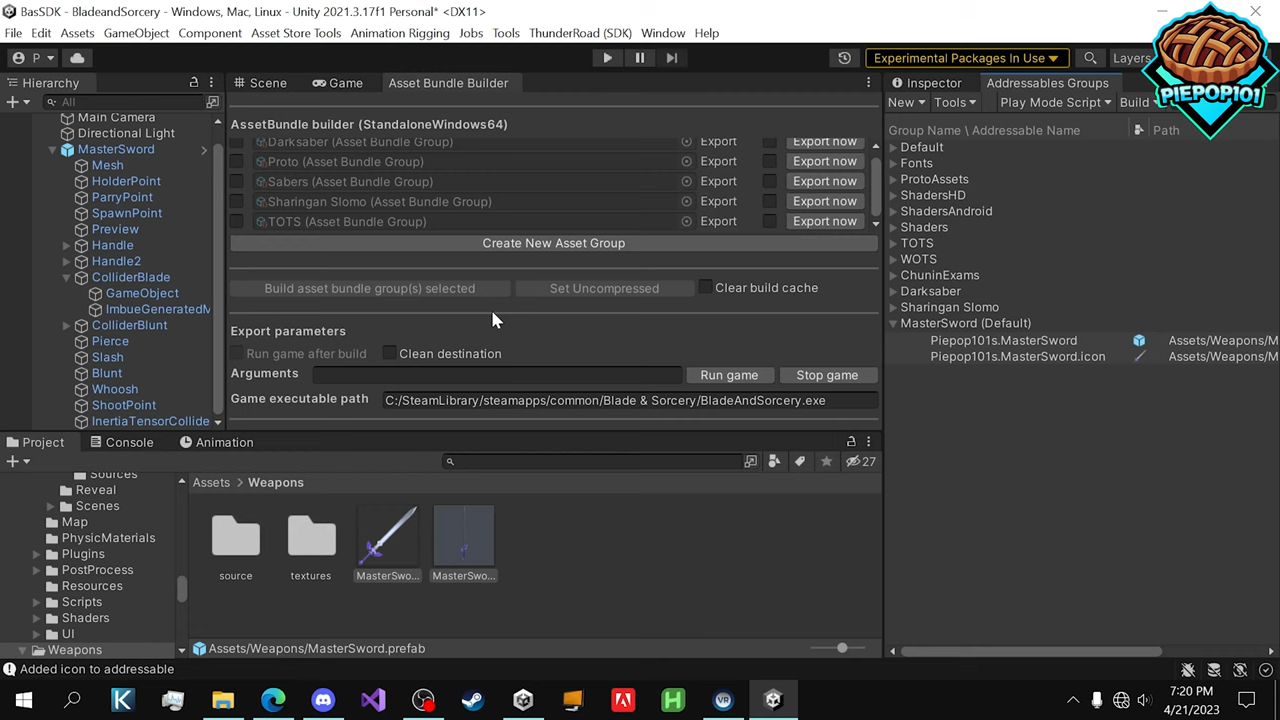 BasSDK - BladeandSorcery - Windows, Mac, Linux - Unity 2021.3.17f1 Personal* <DX11>
File Edit Assets GameObject Component Asset Store Tools Animation Rigging Jobs Tools ThunderRoad (SDK) Window Help
P Experimental Packages In Use Layers
PIEPOP101
Hierarchy Scene Game Asset Bundle Builder Inspector Addressables Groups
All New Tools Play Mode Script Build
Main Camera
Directional Light
MasterSword
Mesh
HolderPoint
ParryPoint
SpawnPoint
Preview
Handle
Handle2
ColliderBlade
GameObject
ImbueGeneratedM
ColliderBlunt
Pierce
Slash
Blunt
Whoosh
ShootPoint
InertiaTensorCollide
AssetBundle builder (StandaloneWindows64)
Darksaber (Asset Bundle Group) Export Export now
Proto (Asset Bundle Group) Export Export now
Sabers (Asset Bundle Group) Export Export now
Sharingan Slomo (Asset Bundle Group) Export Export now
TOTS (Asset Bundle Group) Export Export now
Create New Asset Group
Build asset bundle group(s) selected Set Uncompressed Clear build cache
Export parameters
Run game after build Clean destination
Arguments Run game Stop game
Game executable path C:/SteamLibrary/steamapps/common/Blade & Sorcery/BladeAndSorcery.exe
Group Name \ Addressable Name Path
Default
Fonts
ProtoAssets
ShadersHD
ShadersAndroid
Shaders
TOTS
WOTS
ChuninExams
Darksaber
Sharingan Slomo
MasterSword (Default)
Piepop101s.MasterSword Assets/Weapons/M
Piepop101s.MasterSword.icon Assets/Weapons/M
Project Console Animation
27
Sources
Reveal
Scenes
Map
PhysicMaterials
Plugins
PostProcess
Resources
Scripts
Shaders
UI
Weapons
Assets > Weapons
source textures MasterSwo... MasterSwo...
Assets/Weapons/MasterSword.prefab
Added icon to addressable
7:20 PM
4/21/2023